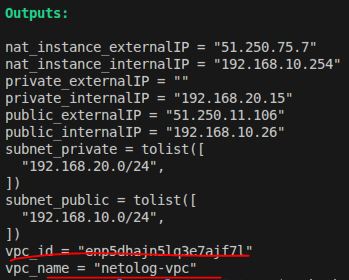 Outputs:
nat_instance_externalIP = "51.250.75.7"
nat_instance_internalIP = "192.168.10.254"
private_externalIP = ""
private_internalIP = "192.168.20.15"
public_externalIP = "51.250.11.106"
public_internalIP = "192.168.10.26"
subnet_private = tolist([
"192.168.20.0/24",
])
subnet_public = tolist([
"192.168.10.0/24",
])
vpc_id = "enp5dhajn5lq3e7ajf7l"
vpc_name = "netolog-vpc"